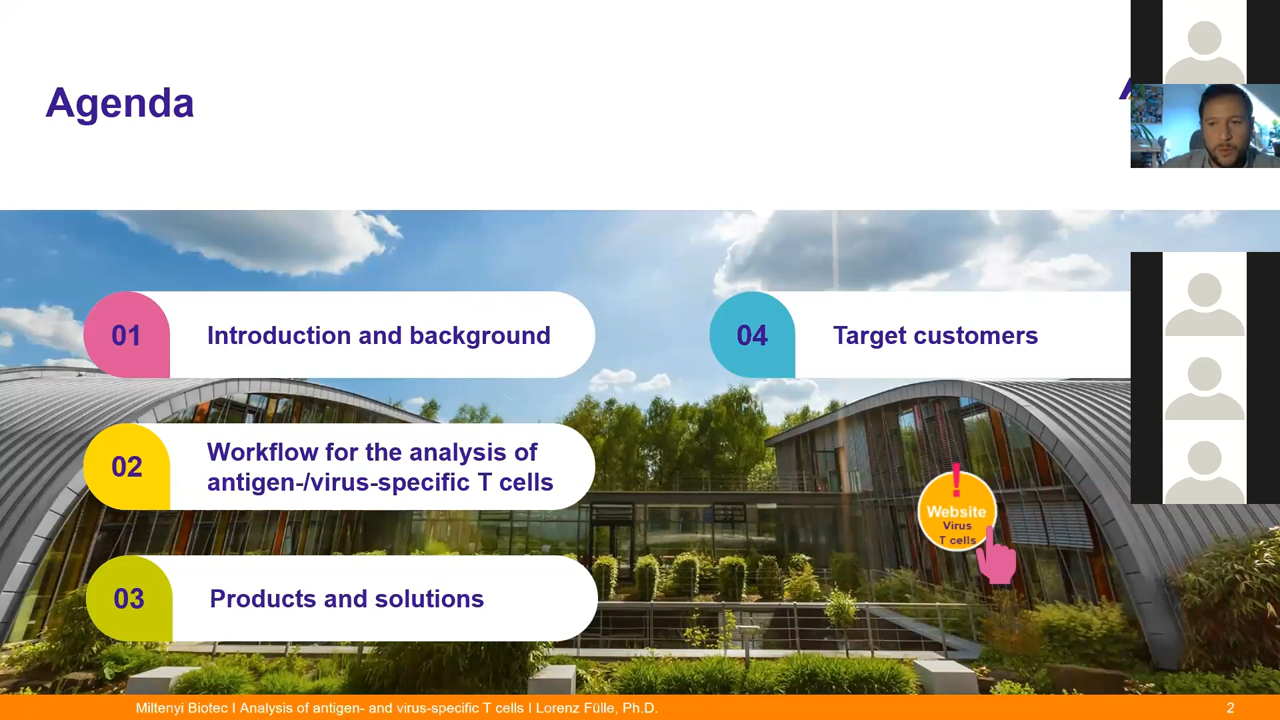 Agenda
01
Introduction and background
02
Workflow for the analysis of
antigen-/virus-specific T cells
03
Products and solutions
04
Target customers
!
Website
Virus
T cells
Miltenyi Biotec I Analysis of antigen- and virus-specific T cells I Lorenz Fülle, Ph.D.
2